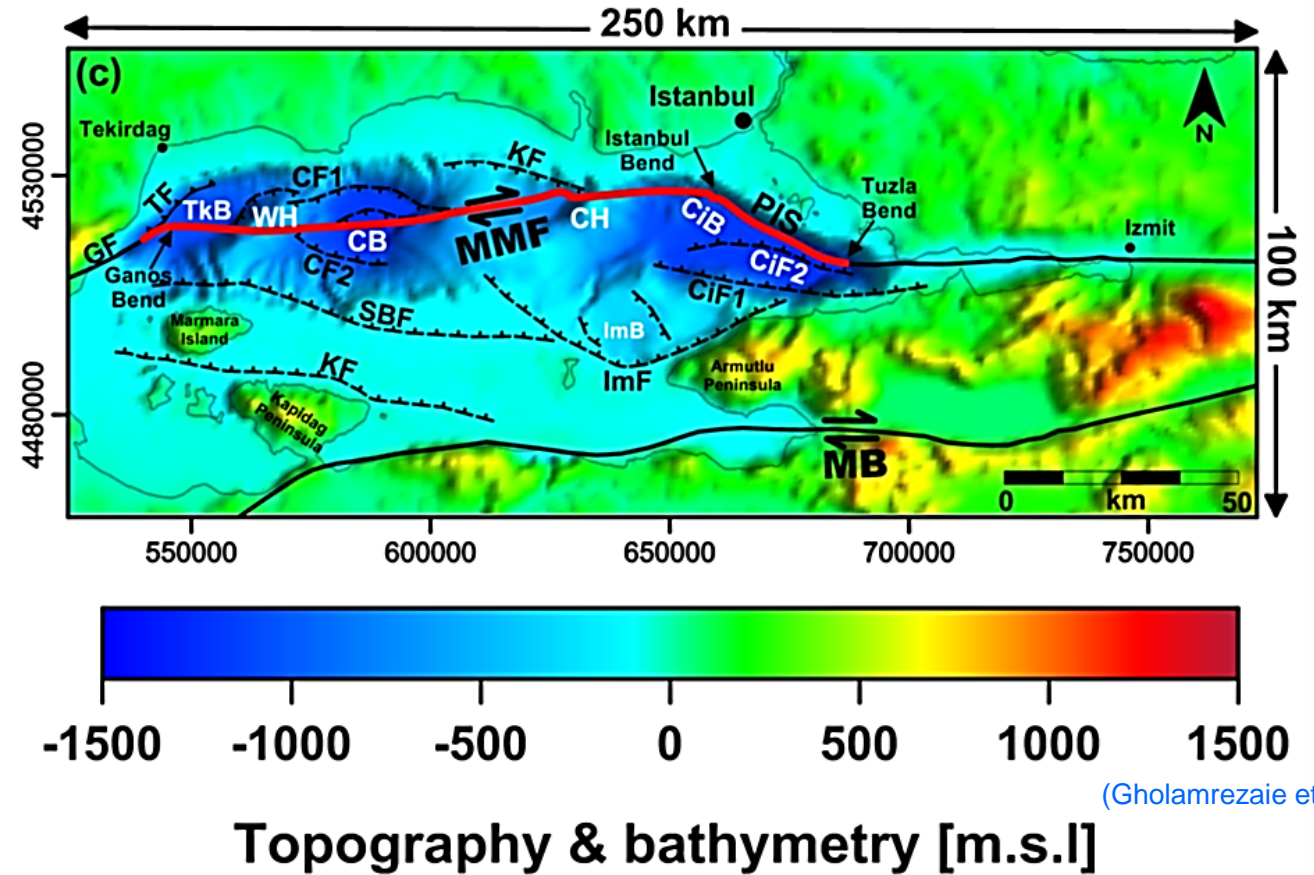 250 km
(c)
Istanbul
Tekirdag
Istanbul
Bend
N
KF
4530000
CF1
Tuzla
Bend
TF
TkB
WH
CH
CiB
PIS
Izmit
GF
CB
MMF
CF2
CiF2
100 km
Ganos
Bend
CiF1
SBF
Marmara
Island
ImB
KF
ImF
Armutlu
Peninsula
4480000
Kapidag
Peninsula
MB
0 km 50
550000 600000 650000 700000 750000
-1500 -1000 -500 0 500 1000 1500
(Gholamrezaie et
Topography & bathymetry [m.s.l]